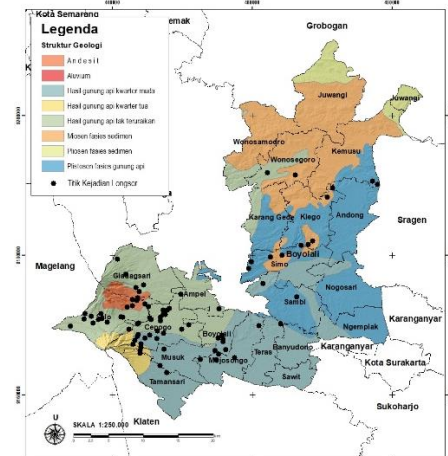 Kota Semarang
Demak
Grobogan
Legenda
Struktur Geologi
Andesit
Aluvium
Hasil gunung api kwarter muda
Hasil gunung api kwarter tua
Hasil gunung api tak teruraikan
Miosen fasies sedimen
Pliosen fasies sedimen
Pleitosen fasies gunung api
Titik Kejadian Longsor
Juwangi
Juwangi
Wonosamodro
Kemusu
Wonosegoro
Karang Gede
Klego
Andong
Sragen
Simo
Boyolali
Magelang
Gladagsari
Ampel
Nogosari
Sambi
Cepogo
Boyolali
Ngemplak
Karanganyar
Musuk
Mojosongo
Teras
Banyudono
Karanganyar
Kota Surakarta
Tamansari
Sawit
Sukoharjo
Klaten
U
SKALA 1:250.000